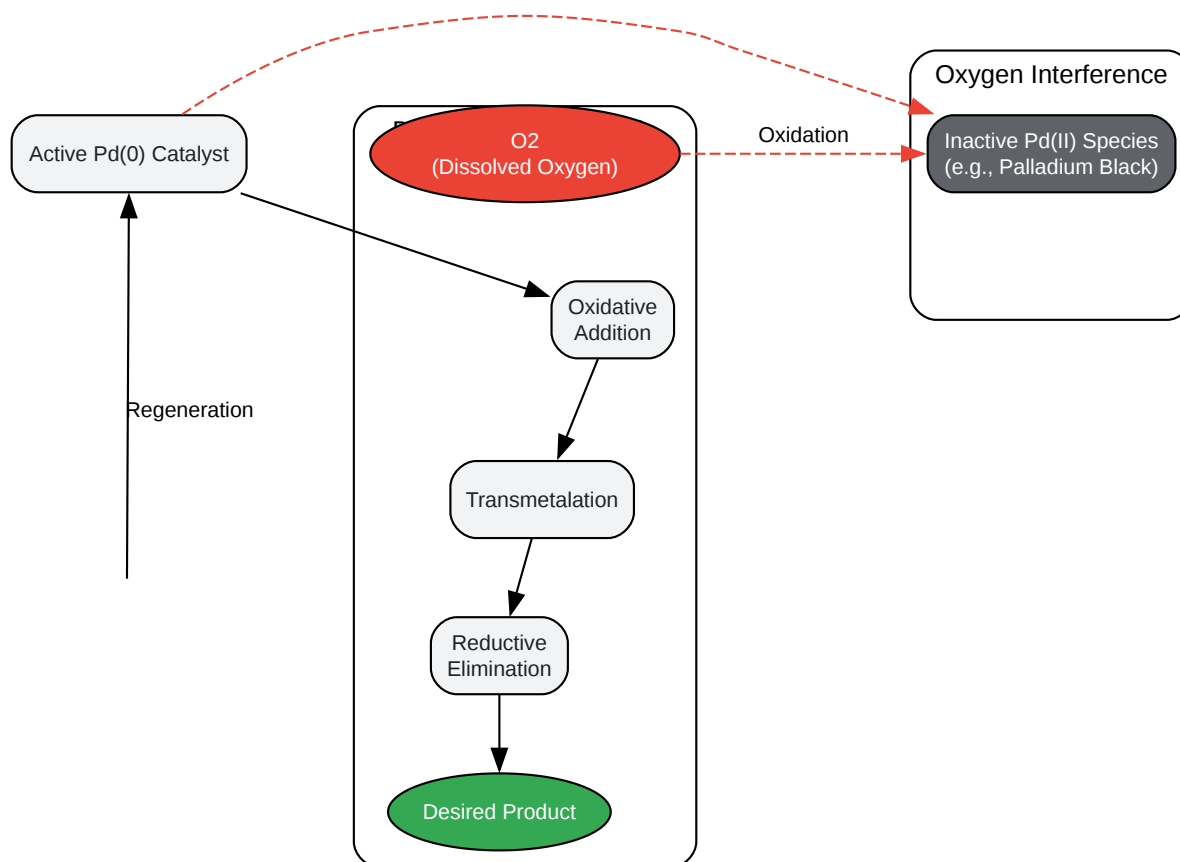 Oxygen Interference
O2
(Dissolved Oxygen)
Oxidation
Inactive Pd(II) Species
(e.g., Palladium Black)
Active Pd(0) Catalyst
Oxidative
Addition
Regeneration
Transmetalation
Reductive
Elimination
Desired Product